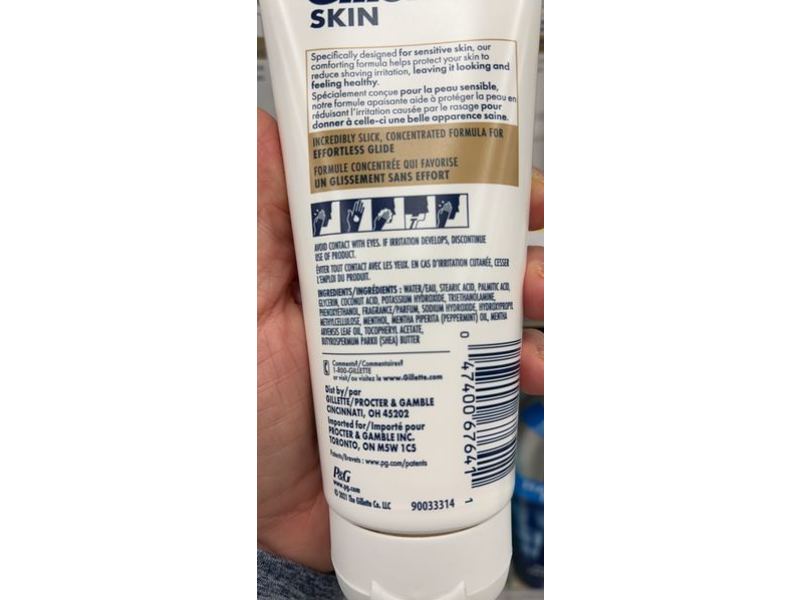 SKIN
Specifically designed for sensitive skin, our
comforting formula helps protect your skin to
reduce shaving irritation, leaving it looking and
feeling healthy.
Spécialement conçue pour la peau sensible,
notre formule apaisante aide à protéger la peau en
réduisant l'irritation causée par le rasage pour
donner à celle-ci une belle apparence saine.
INCREDIBLY SLICK, CONCENTRATED FORMULA FOR
EFFORTLESS GLIDE
FORMULE CONCENTRÉE QUI FAVORISE
UN GLISSEMENT SANS EFFORT
AVOID CONTACT WITH EYES. IF IRRITATION DEVELOPS, DISCONTINUE
USE OF PRODUCT.
ÉVITER TOUT CONTACT AVEC LES YEUX. EN CAS D'IRRITATION CUTANÉE, CESSER
L'EMPLOI DU PRODUIT.
INGREDIENTS/INGRÉDIENTS : WATER/EAU, STEARIC ACID, PALMITIC ACID,
GLYCERIN, COCONUT ACID, POTASSIUM HYDROXIDE, TRIETHANOLAMINE,
PHENOXYETHANOL, FRAGRANCE/PARFUM, SODIUM HYDROXIDE, HYDROXYPROPYL
METHYLCELLULOSE, MENTHOL, MENTHA PIPERITA (PEPPERMINT) OIL, MENTHA
ARVENSIS LEAF OIL, TOCOPHERYL ACETATE,
BUTYROSPERMUM PARKII (SHEA) BUTTER
Comments?/Commentaires?
1-800-GILLETTE
or visit/ou visitez le www.Gillette.com
Dist by/par
GILLETTE/PROCTER & GAMBLE
CINCINNATI, OH 45202
Imported for/Importé pour
PROCTER & GAMBLE INC.
TORONTO, ON M5W 1C5
Patents/Brevets : www.pg.com/patents
P&G
www.pg.com
© 2021 The Gillette Co. LLC
90033314
0 47400 67641 1